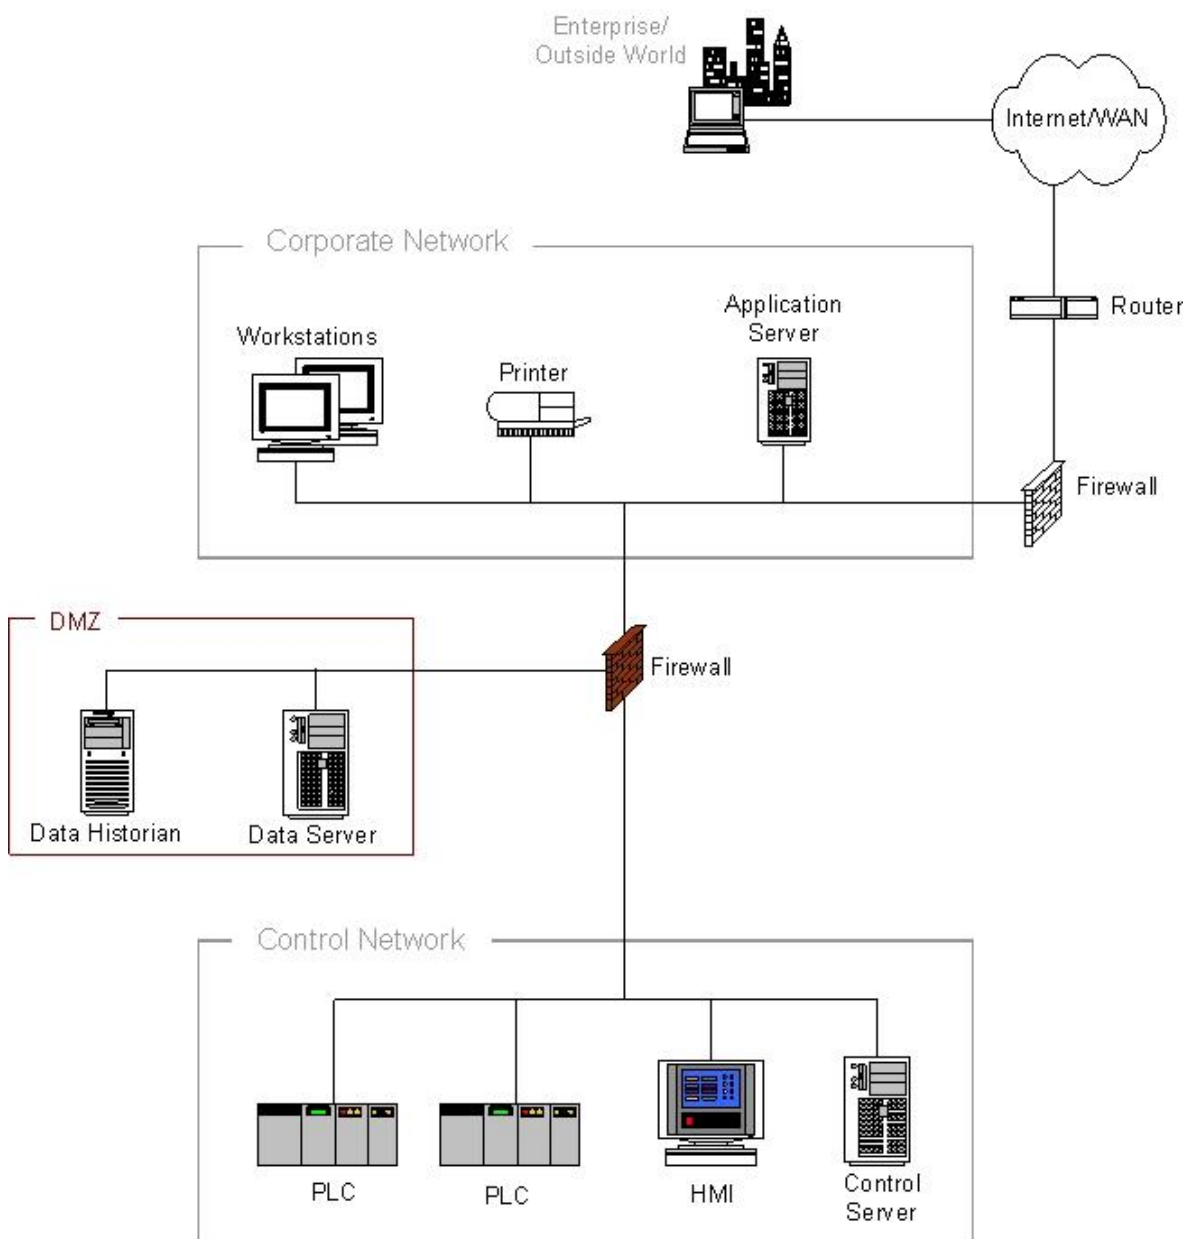 Enterprise/
Outside World
Internet/WAN
Corporate Network
Router
Application
Server
Workstations
Printer
Firewall
DMZ
Firewall
Data Historian
Data Server
Control Network
PLC
PLC
HMI
Control
Server